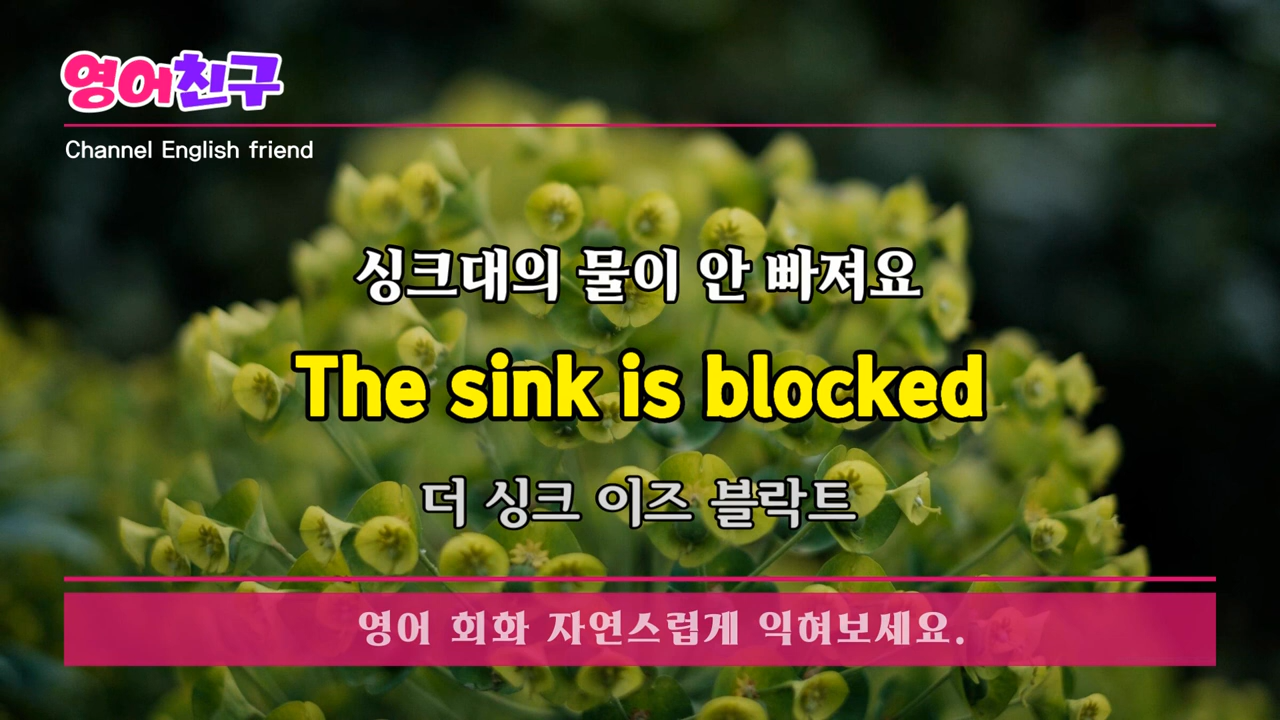 영어친구
Channel English friend
싱크대의 물이 안 빠져요
The sink is blocked
더 싱크 이즈 블락트
영어 회화 자연스럽게 익혀보세요.